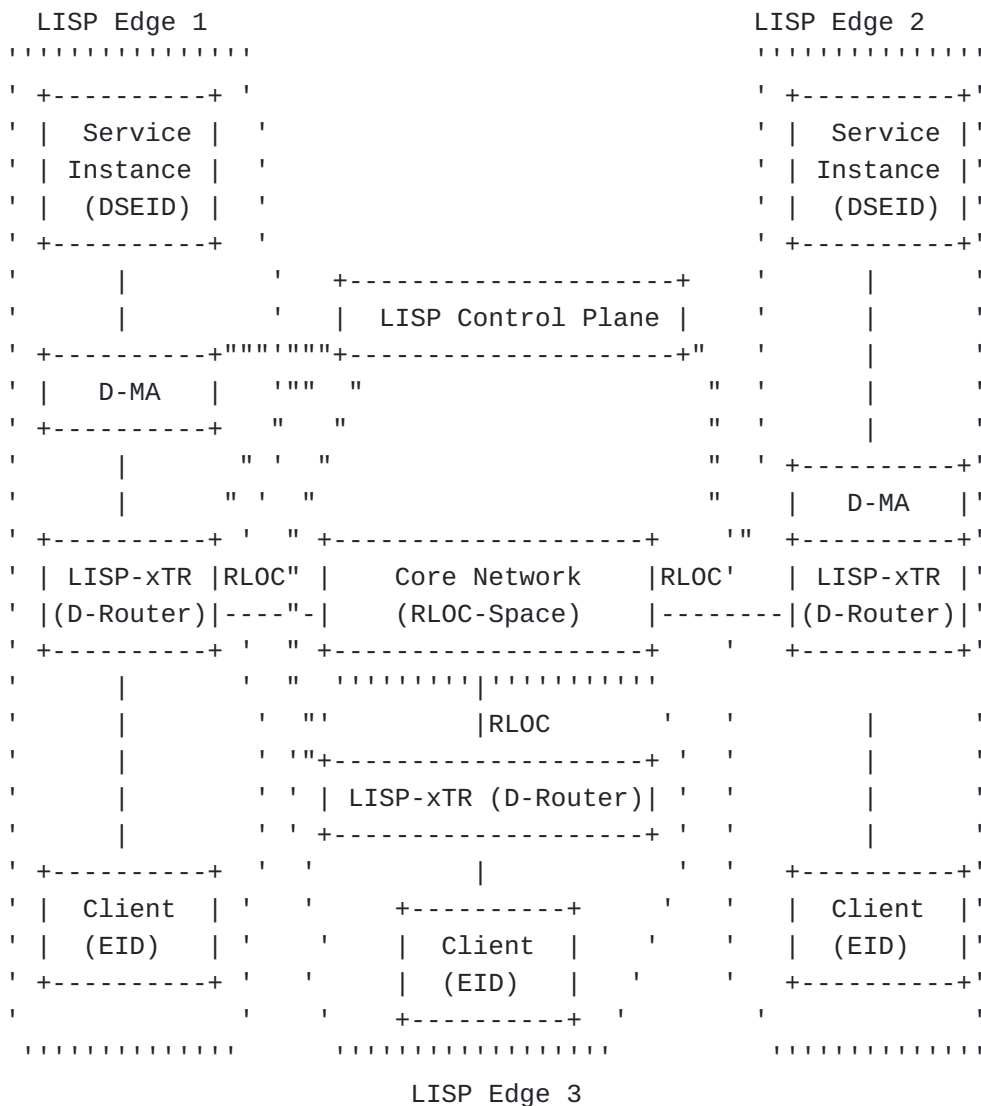 LISP Edge 1                                   LISP Edge 2
''''''''''''''''                                 '''''''''''''''
' +----------+ '                                 ' +----------+'
' |  Service |  '                                ' |  Service |'
' | Instance |  '                                ' | Instance |'
' |  (DSEID) |  '                                ' |  (DSEID) |'
' +----------+  '                                ' +----------+'
'      |         '   +---------------------+    '      |       '
'      |         '   |  LISP Control Plane |    '      |       '
' +----------+"""'"""+---------------------+"   '      |       '
' |   D-MA   |   '""  "                      "  '      |       '
' +----------+   "   "                       "  '      |       '
'      |       " '  "                        "  ' +----------+'
'      |      " '  "                         "    |   D-MA   |'
' +----------+ '  " +--------------------+    '"  +----------+'
' | LISP-xTR |RLOC" |    Core Network    |RLOC'   | LISP-xTR |'
' |(D-Router)|----"-|    (RLOC-Space)    |--------|(D-Router)|'
' +----------+ '  " +--------------------+    '   +----------+'
'      |       '  "  '''''''''|'''''''''''
'      |        '  "'         |RLOC       '   '        |      '
'      |        ' '"+--------------------+ '  '        |      '
'      |        ' ' | LISP-xTR (D-Router)| '  '        |      '
'      |        ' ' +--------------------+ '  '        |      '
' +----------+  '  '          |            '  '   +----------+'
' |  Client  | '   '     +----------+     '   '   |  Client  |'
' |  (EID)   | '    '    |  Client  |    '    '   |  (EID)   |'
' +----------+ '   '     |  (EID)   |   '     '   +----------+'
'              '    '    +----------+  '        '             '
 ''''''''''''''      ''''''''''''''''''          ''''''''''''''
                         LISP Edge 3